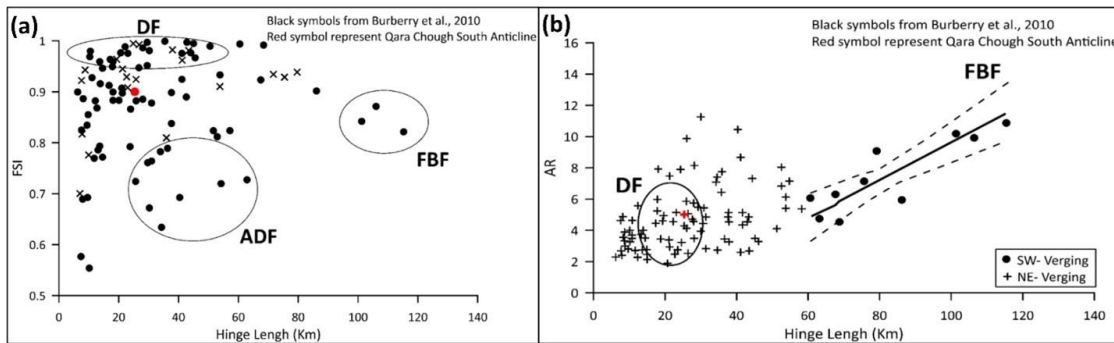 (a)
DF
Black symbols from Burberry et al., 2010
Red symbol represent Qara Chough South Anticline
1
0.9
0.8
0.7
0.6
0.5
FSI
FBF
ADF
0 20 40 60 80 100 120 140
Hinge Lengh (Km)
(b)
Black symbols from Burberry et al., 2010
Red symbol represent Qara Chough South Anticline
16
14
12
10
8
6
4
2
0
AR
FBF
DF
SW- Verging
NE- Verging
0 20 40 60 80 100 120 140
Hinge Lengh (Km)